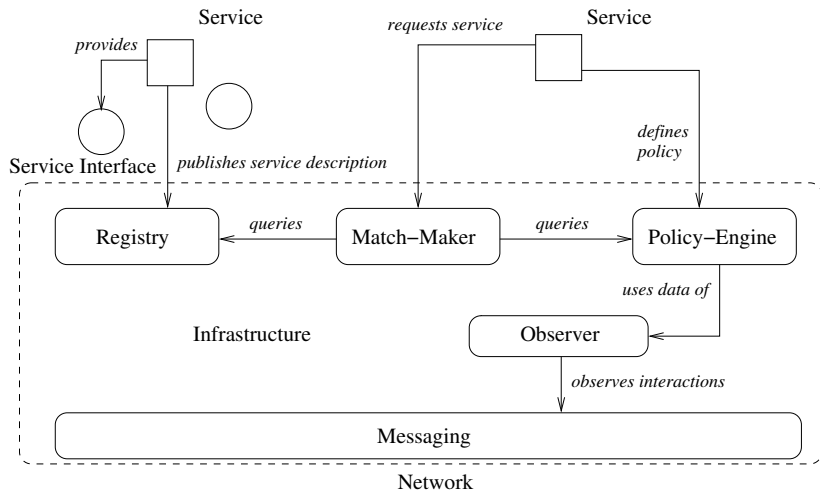 Service
Service
provides
requests service
defines
policy
Service Interface
publishes service description
Registry
queries
Match-Maker
queries
Policy-Engine
uses data of
Infrastructure
Observer
observes interactions
Messaging
Network